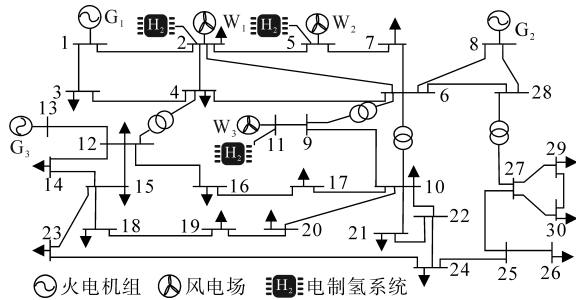 G₁ H₂ W₁ H₂ W₂ G₂
1 2 5 7 8
3 4 6 28
13 W₃
G₃ 12 11 9 29
H₂ 27
14 15 16 17 10 30
23 18 19 20 21 22
24 25 26
火电机组 风电场 H₂ 电制氢系统